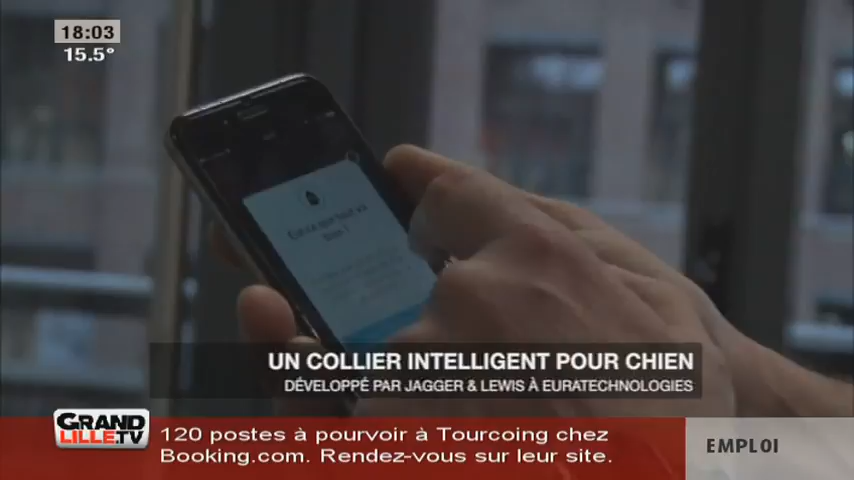 18:03
15.5°
UN COLLIER INTELLIGENT POUR CHIEN
DÉVELOPPÉ PAR JAGGER & LEWIS À EURATECHNOLOGIES
GRAND
LILLE.TV
120 postes à pourvoir à Tourcoing chez
Booking.com. Rendez-vous sur leur site.
EMPLOI